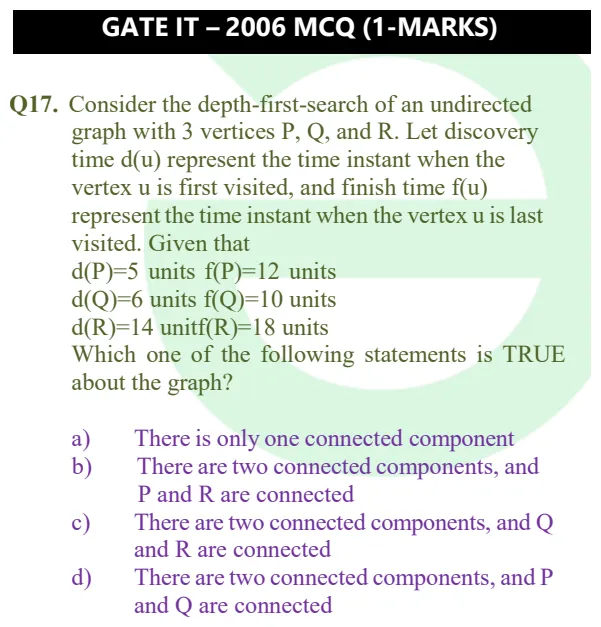 GATE IT – 2006 MCQ (1-MARKS)
Q17. Consider the depth-first-search of an undirected
graph with 3 vertices P, Q, and R. Let discovery
time d(u) represent the time instant when the
vertex u is first visited, and finish time f(u)
represent the time instant when the vertex u is last
visited. Given that
d(P)=5 units f(P)=12 units
d(Q)=6 units f(Q)=10 units
d(R)=14 unitf(R)=18 units
Which one of the following statements is TRUE
about the graph?
a) There is only one connected component
b) There are two connected components, and
P and R are connected
c) There are two connected components, and Q
and R are connected
d) There are two connected components, and P
and Q are connected